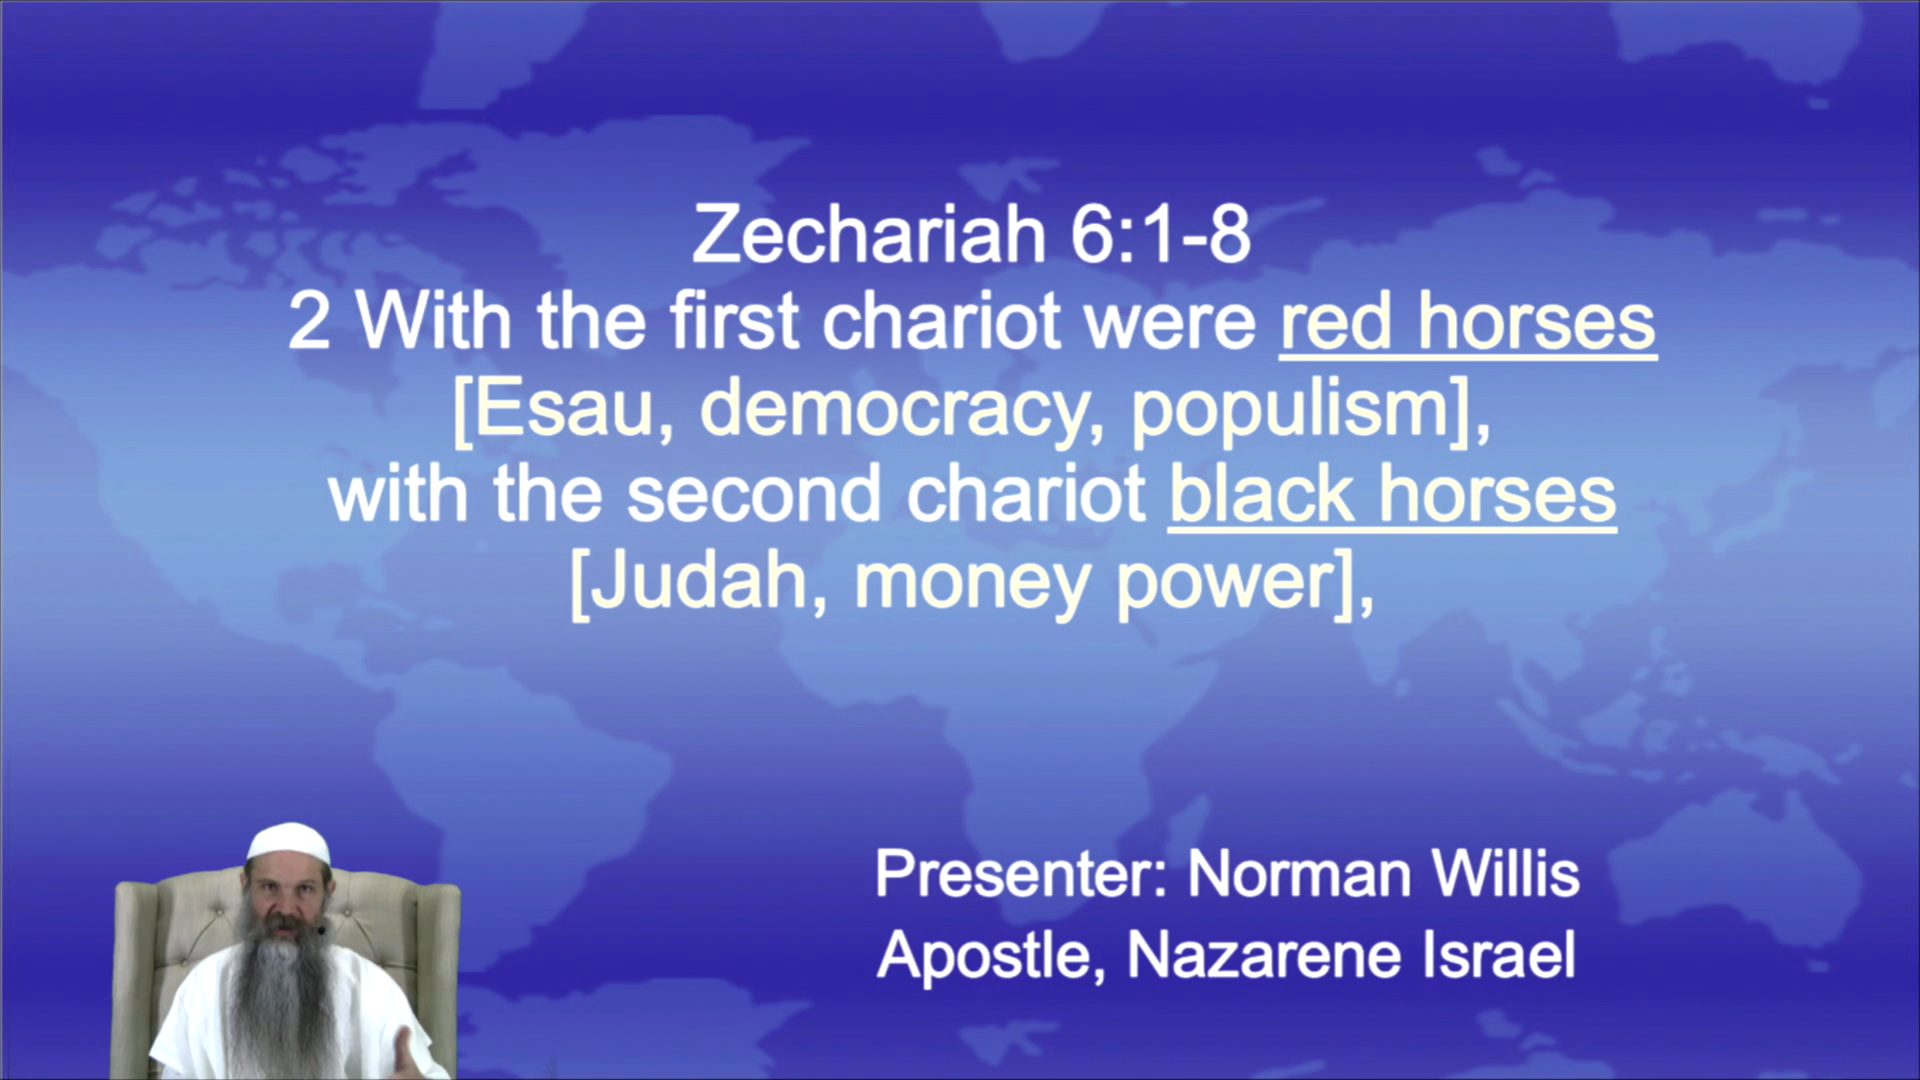 Zechariah 6:1-8
2 With the first chariot were red horses
[Esau, democracy, populism],
with the second chariot black horses
[Judah, money power],
Presenter: Norman Willis
Apostle, Nazarene Israel